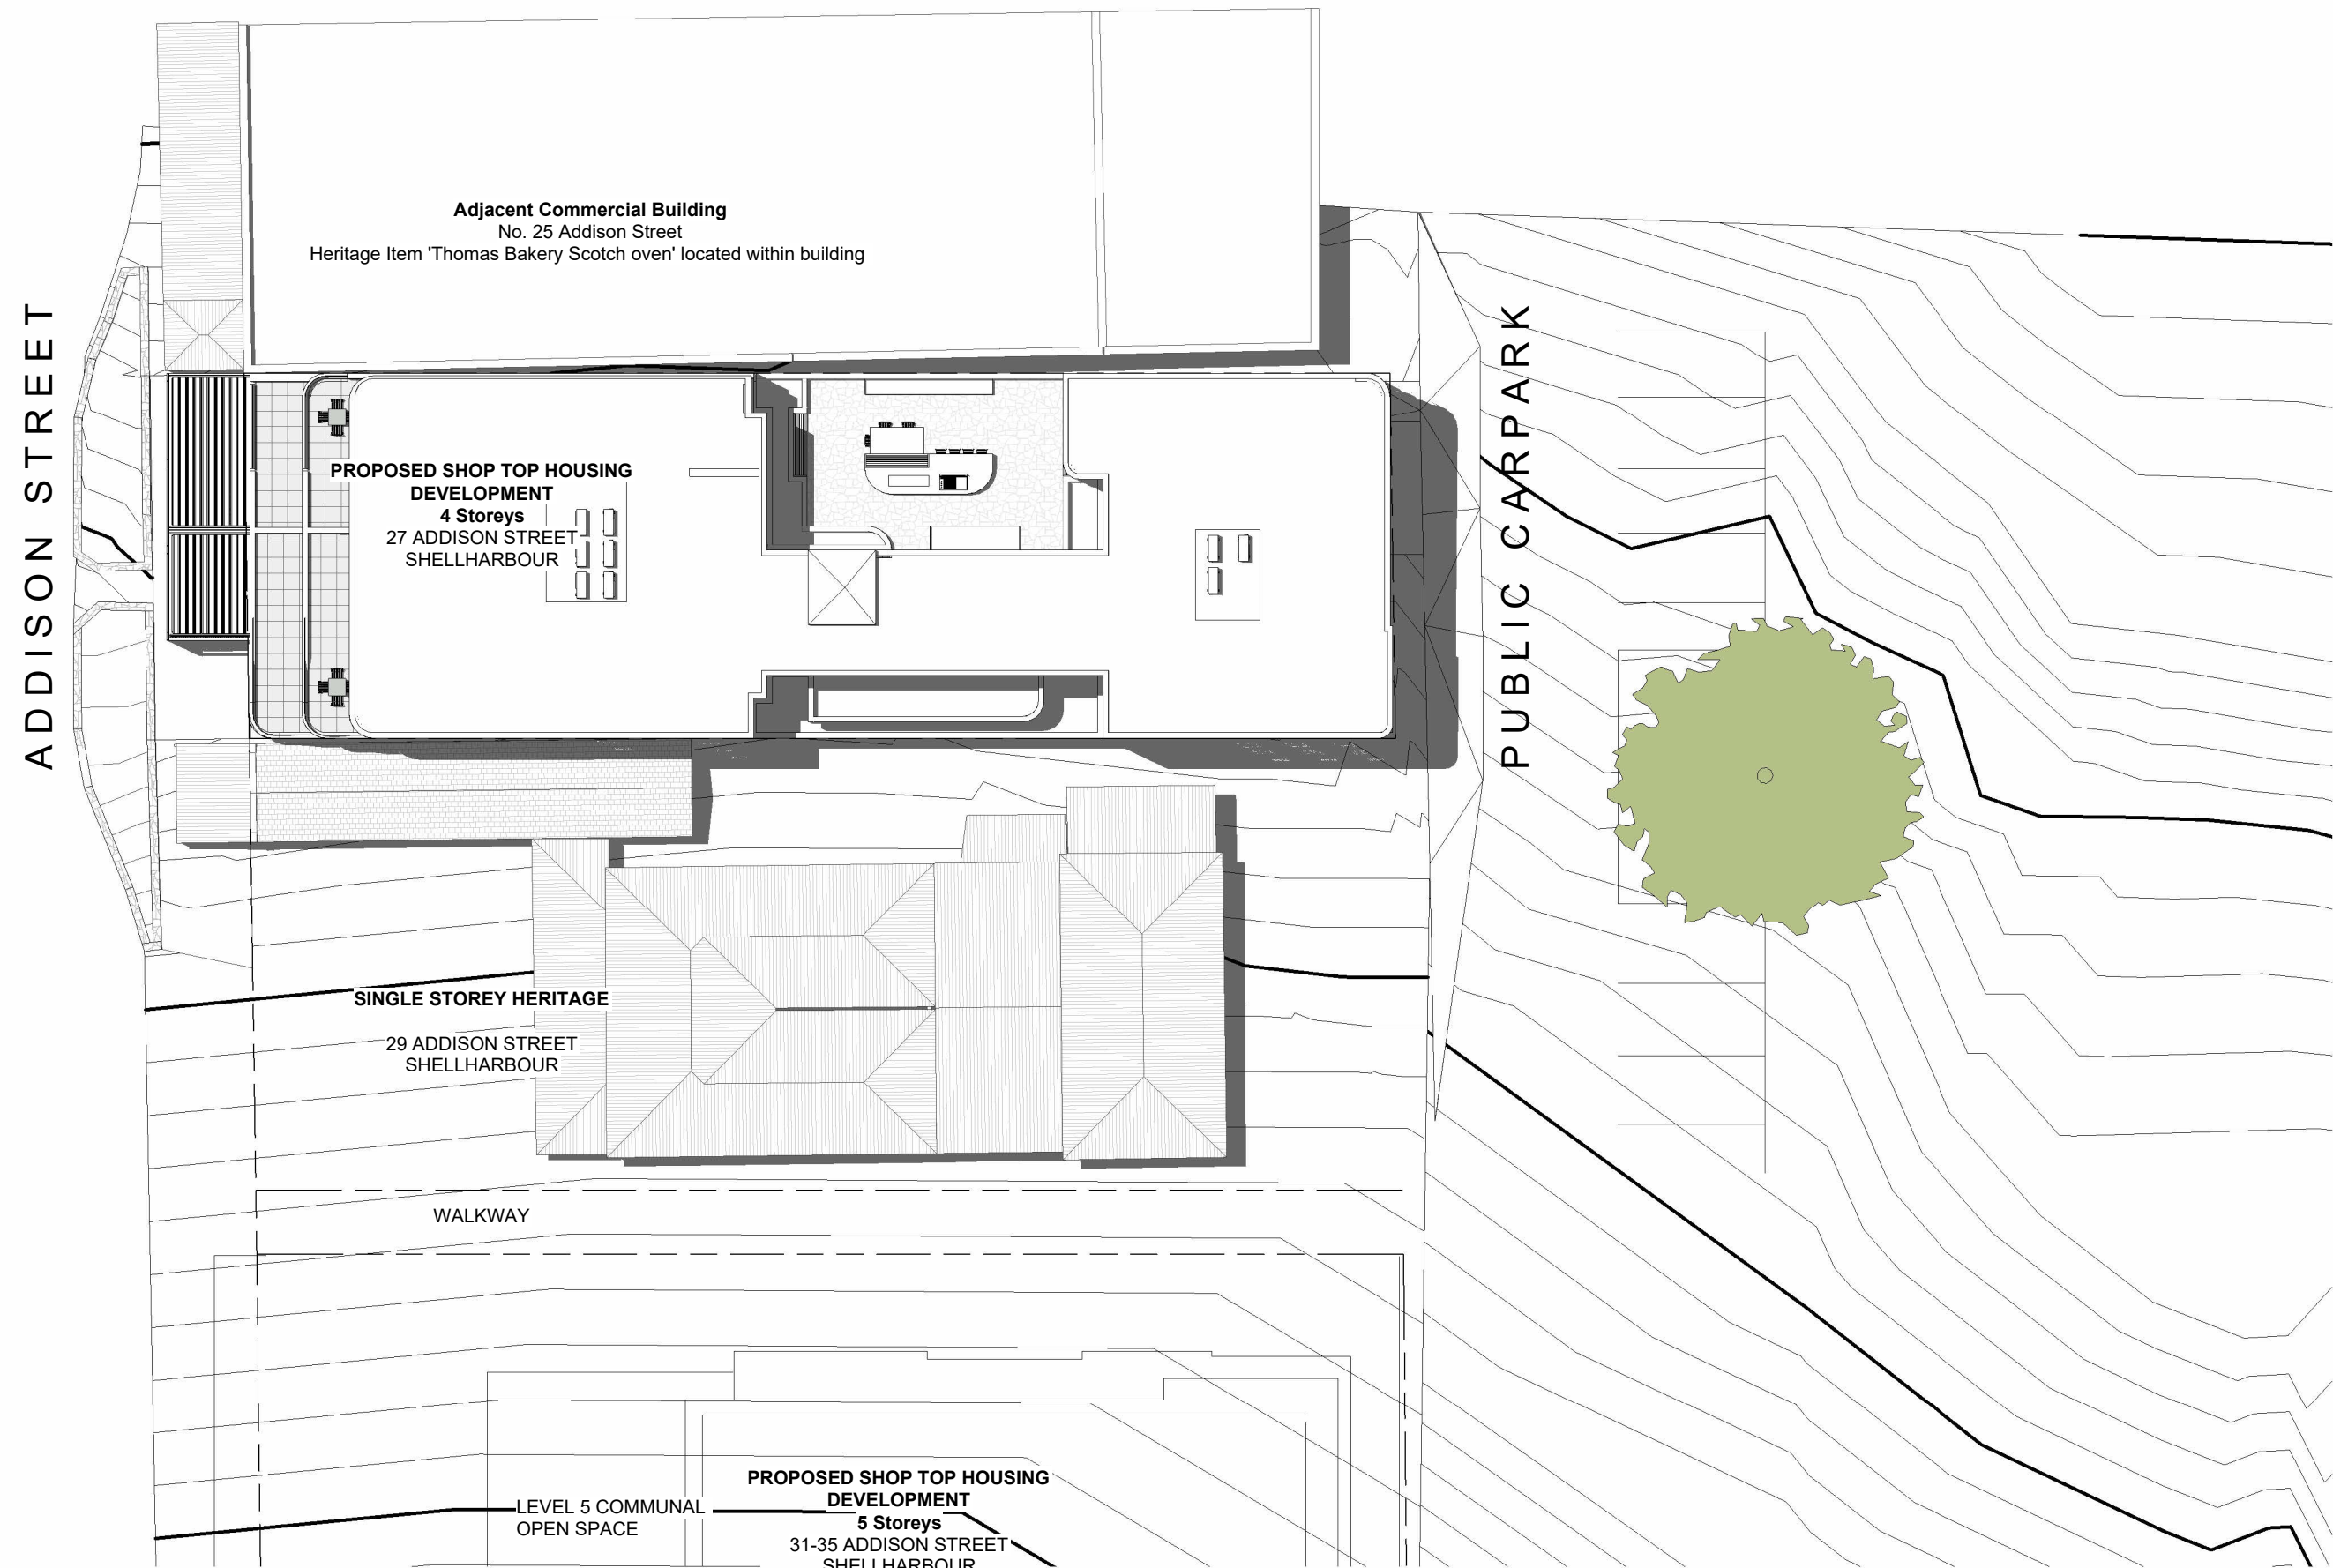 ADDISON STREET
Adjacent Commercial Building
No. 25 Addison Street
Heritage Item 'Thomas Bakery Scotch oven' located within building
PROPOSED SHOP TOP HOUSING
DEVELOPMENT
4 Storeys
27 ADDISON STREET
SHELLHARBOUR
PUBLIC CARPARK
SINGLE STOREY HERITAGE
29 ADDISON STREET
SHELLHARBOUR
WALKWAY
LEVEL 5 COMMUNAL
OPEN SPACE
PROPOSED SHOP TOP HOUSING
DEVELOPMENT
5 Storeys
31-35 ADDISON STREET
SHELLHARBOUR